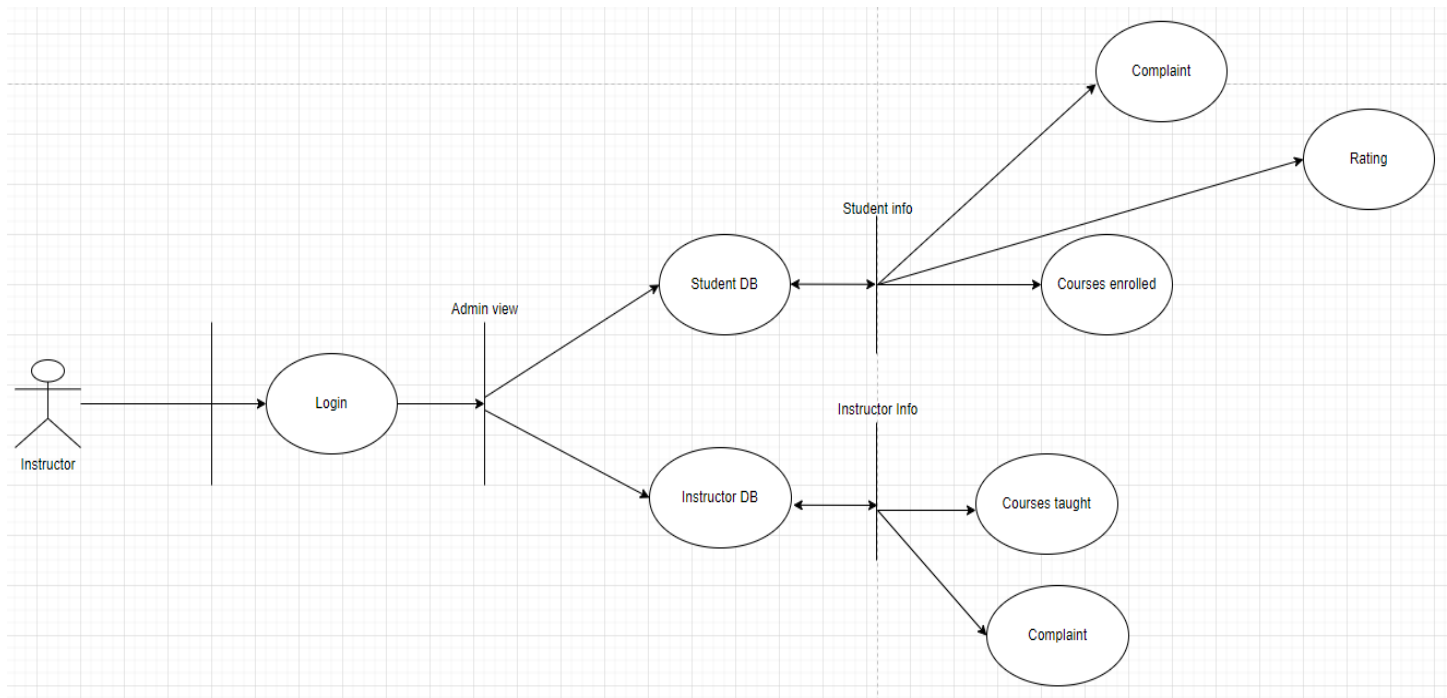 Complaint
Rating
Student info
Student DB
Courses enrolled
Admin view
Login
Instructor
Instructor Info
Instructor DB
Courses taught
Complaint